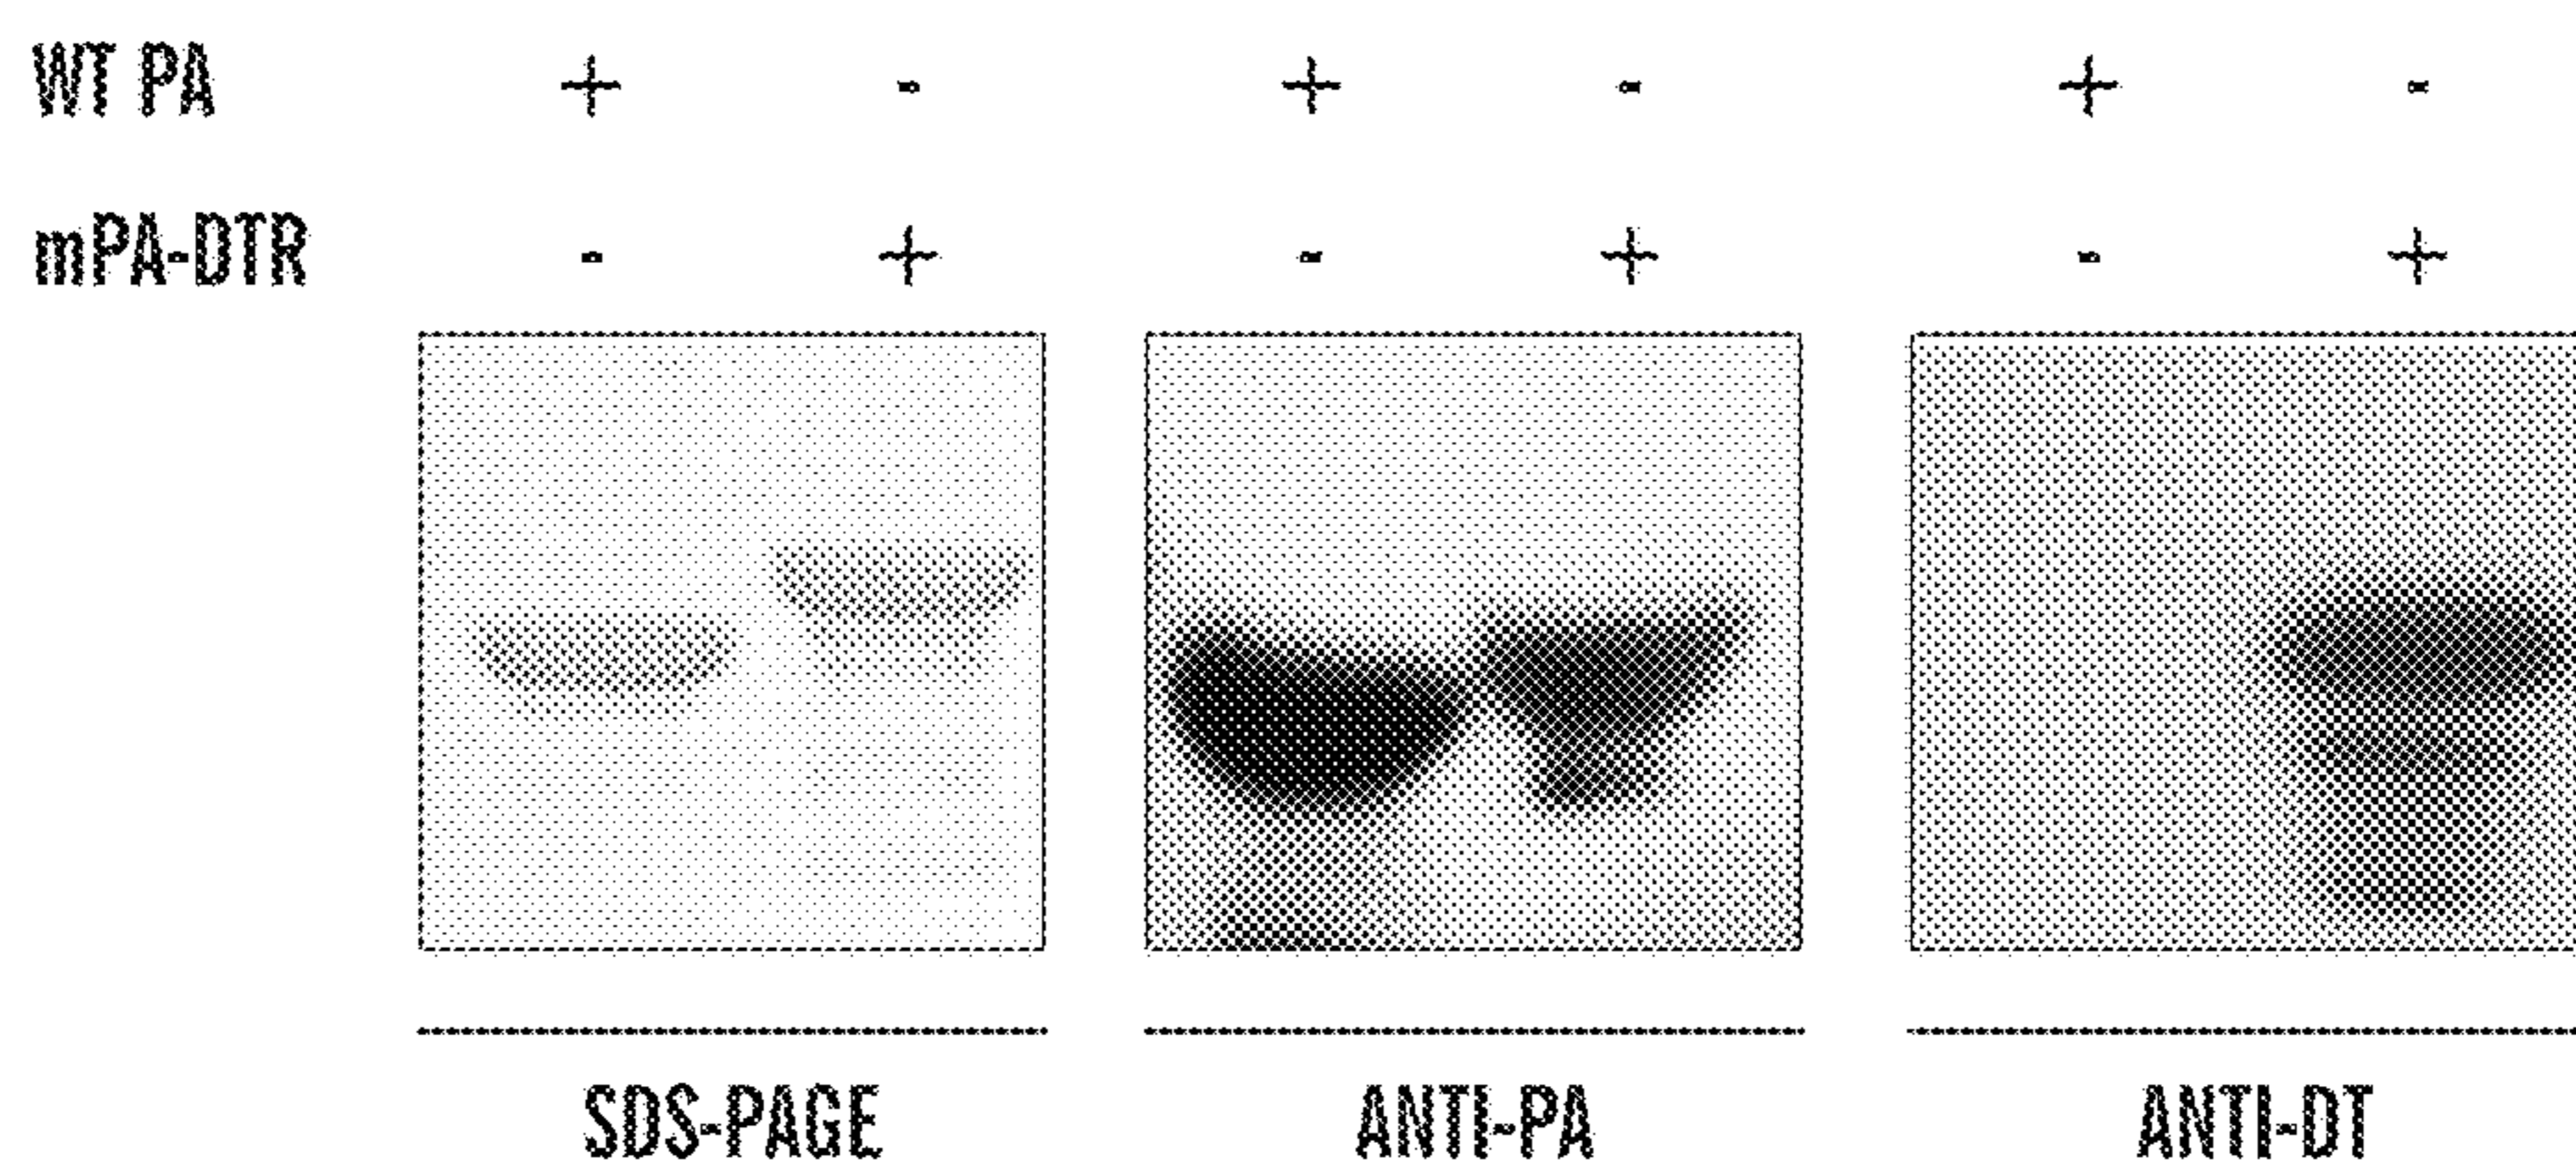 WT PA + - + - + -
mPA-DTR - + - + - +
SDS-PAGE ANTI-PA ANTI-DT